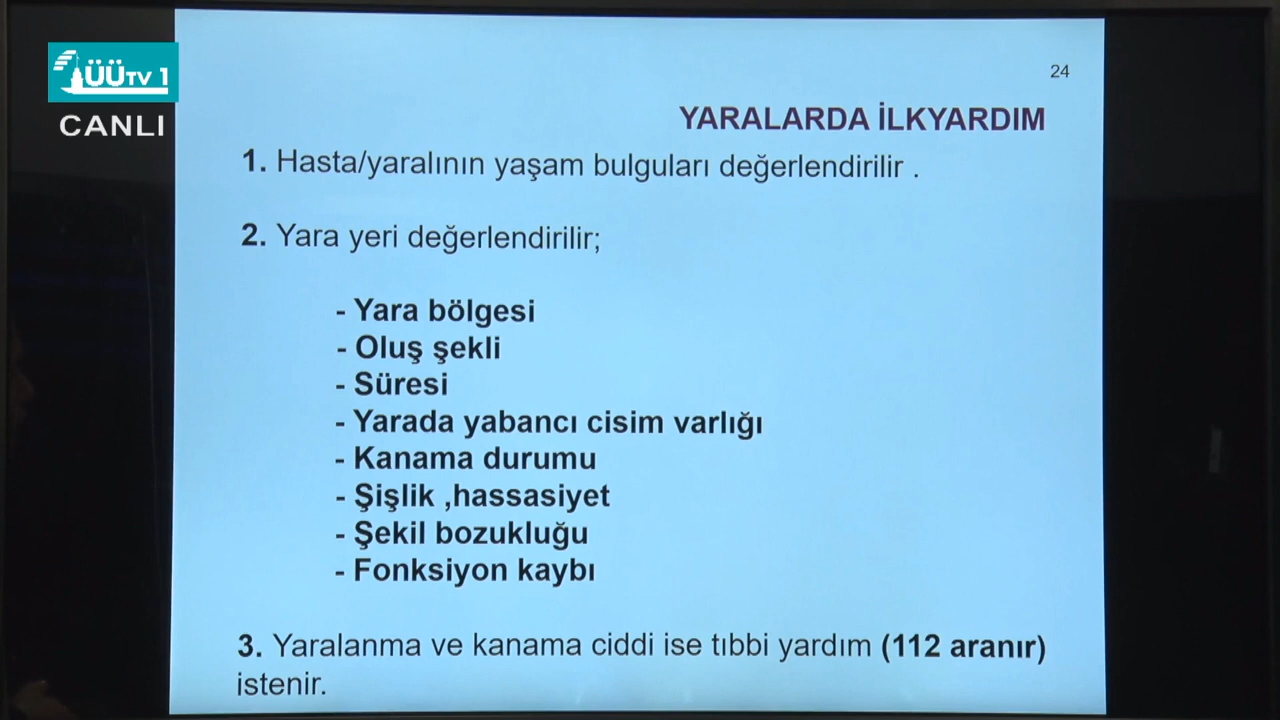 ÜÜTV 1
CANLI
24
YARALARDA İLKYARDIM
1. Hasta/yaralının yaşam bulguları değerlendirilir .
2. Yara yeri değerlendirilir;
- Yara bölgesi
- Oluş şekli
- Süresi
- Yarada yabancı cisim varlığı
- Kanama durumu
- Şişlik ,hassasiyet
- Şekil bozukluğu
- Fonksiyon kaybı
3. Yaralanma ve kanama ciddi ise tıbbi yardım (112 aranır)
istenir.